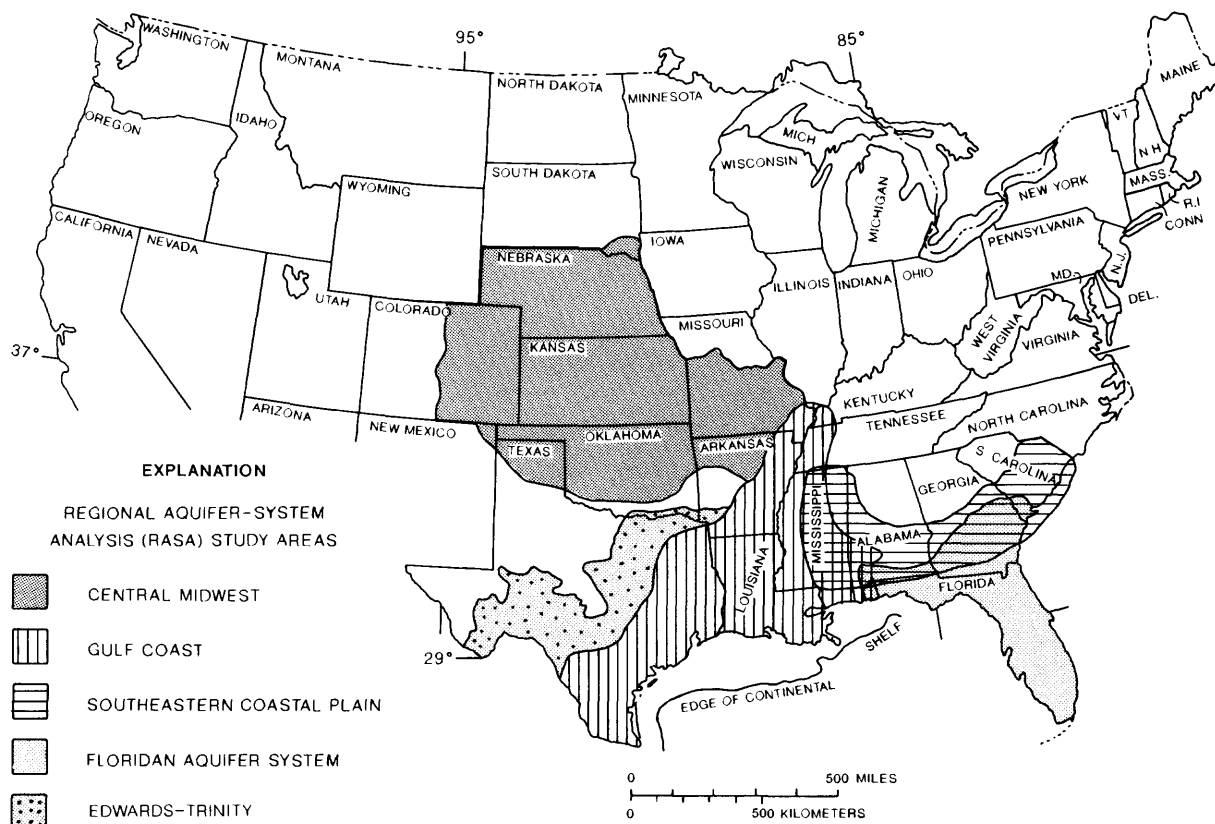 95°
85°
WASHINGTON
MONTANA
NORTH DAKOTA
MINNESOTA
MAINE
OREGON
IDAHO
MICH
WISCONSIN
VT.
N H
MASS.
SOUTH DAKOTA
WYOMING
NEW YORK
R.I
CONN
MICHIGAN
CALIFORNIA
NEVADA
IOWA
PENNSYLVANIA
NEBRASKA
ILLINOIS
INDIANA
OHIO
N.J.
MD.
DEL.
UTAH
COLORADO
MISSOURI
WEST
VIRGINIA
VIRGINIA
37°
KANSAS
KENTUCKY
ARIZONA
NEW MEXICO
OKLAHOMA
TENNESSEE
NORTH CAROLINA
TEXAS
ARKANSAS
S CAROLINA
GEORGIA
MISSISSIPPI
ALABAMA
LOUISIANA
FLORIDA
29°
EDGE OF CONTINENTAL SHELF
EXPLANATION
REGIONAL AQUIFER-SYSTEM
ANALYSIS (RASA) STUDY AREAS
CENTRAL MIDWEST
GULF COAST
SOUTHEASTERN COASTAL PLAIN
FLORIDAN AQUIFER SYSTEM
EDWARDS-TRINITY
0 500 MILES
0 500 KILOMETERS